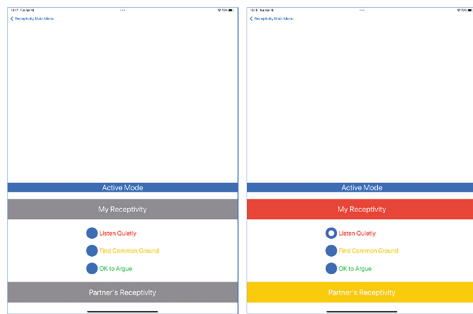 Receptivity Main Menu
Active Mode
My Receptivity
Listen Quietly
Find Common Ground
OK to Argue
Partner's Receptivity
Receptivity Main Menu
Active Mode
My Receptivity
Listen Quietly
Find Common Ground
OK to Argue
Partner's Receptivity